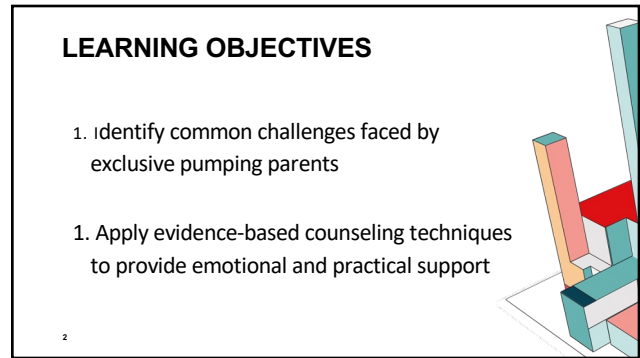 LEARNING OBJECTIVES
1. Identify common challenges faced by
exclusive pumping parents
1. Apply evidence-based counseling techniques
to provide emotional and practical support
2